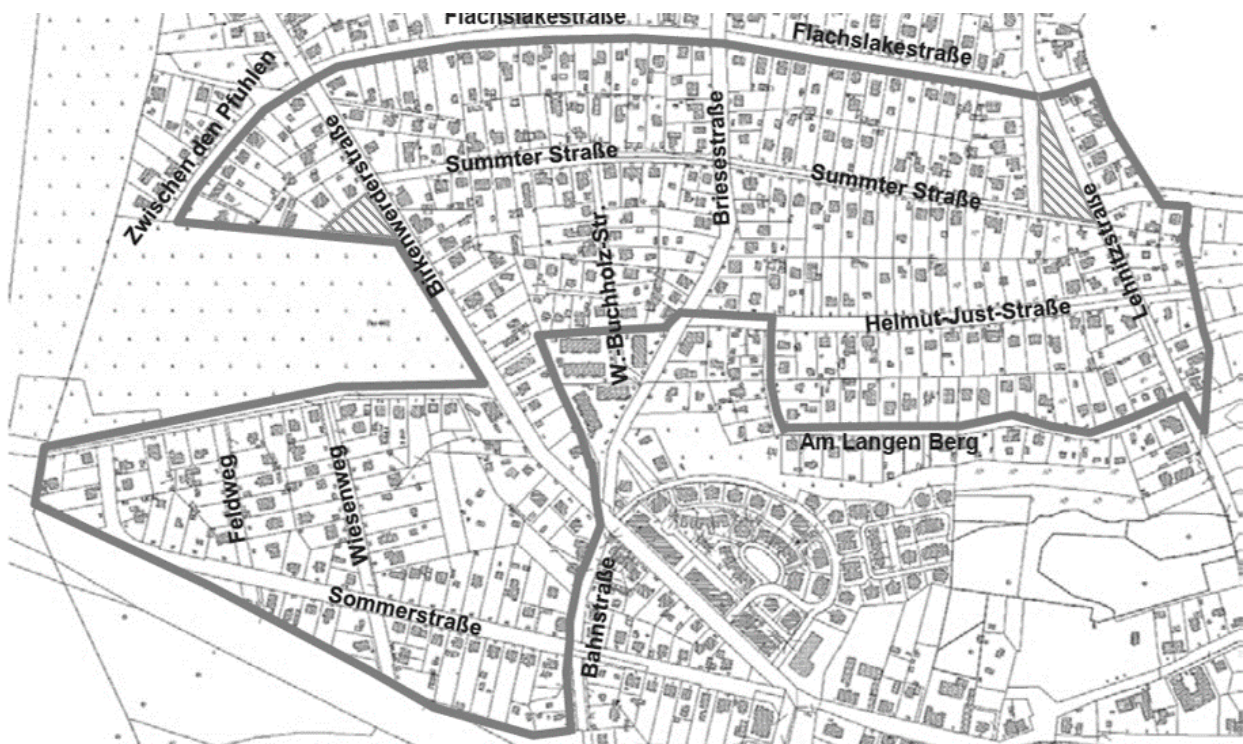 Flachslakestraße
Flachslakestraße
Zwischen den Pfuhlen
Birkenwerderstraße
Summter Straße
Briesestraße
Summter Straße
W.-Buchholz-Str.
Lehnitzstraße
Helmut-Just-Straße
Am Langen Berg
Feldweg
Wiesenweg
Sommerstraße
Bahnstraße